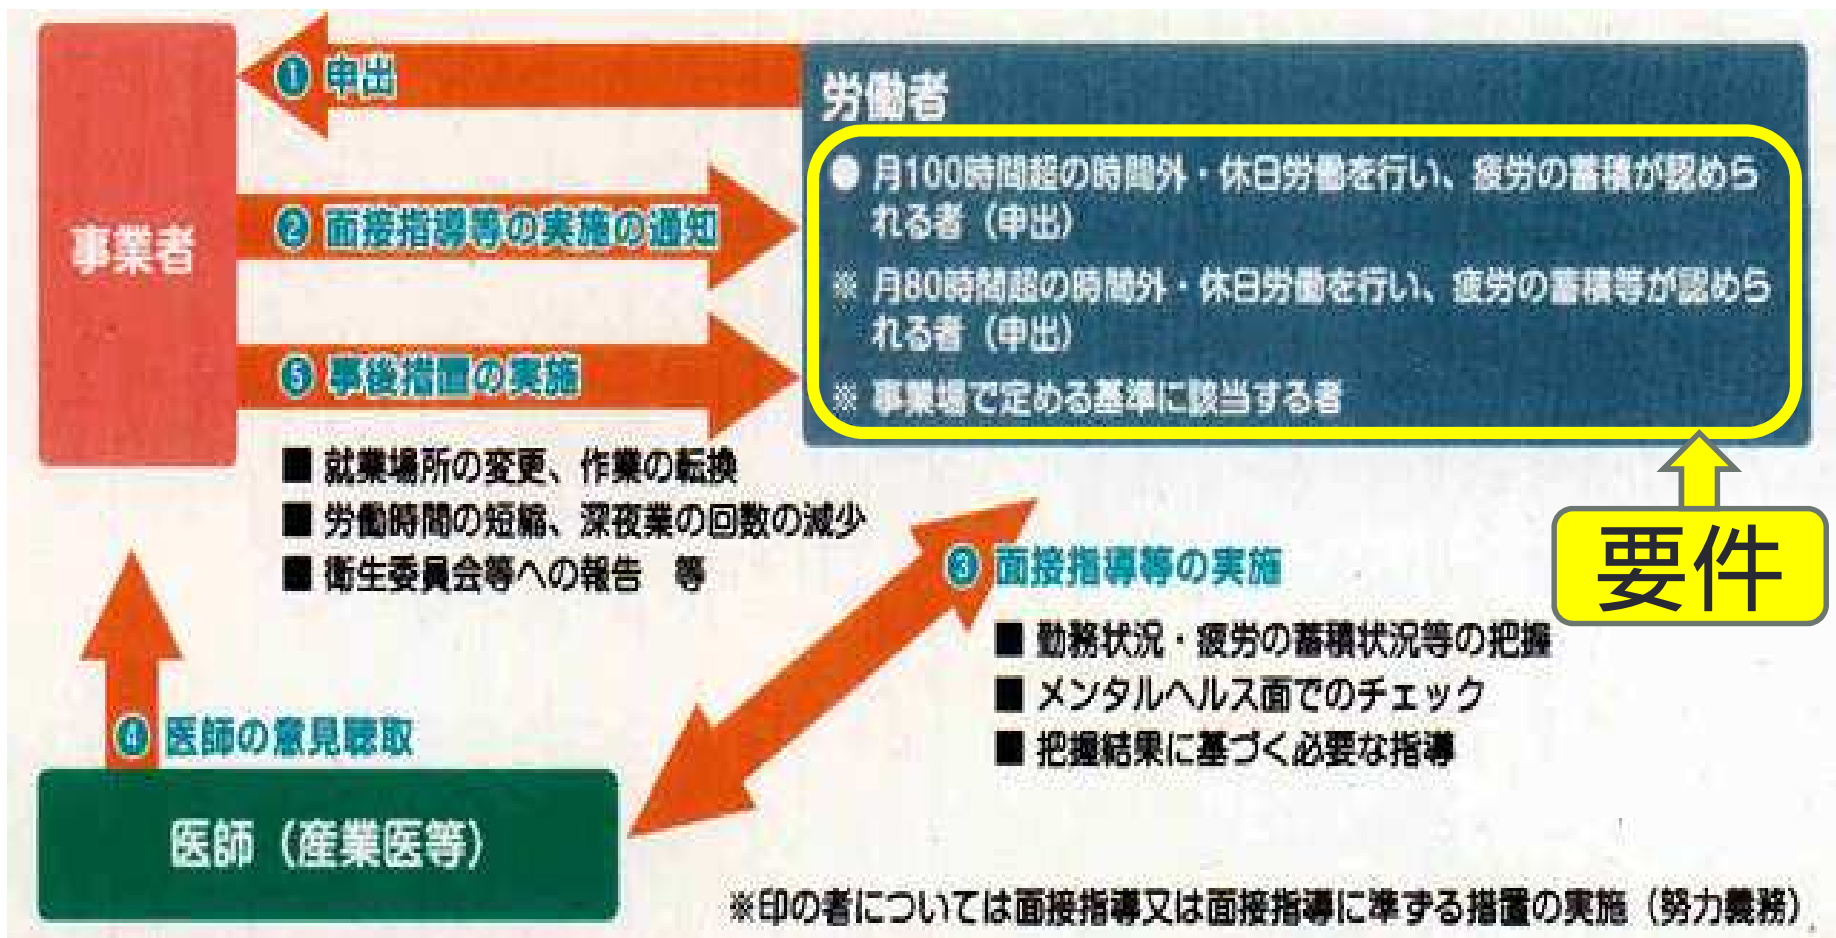 事業者
❶ 申出
❷ 面接指導等の実施の通知
❺ 事後措置の実施
■ 就業場所の変更、作業の転換
■ 労働時間の短縮、深夜業の回数の減少
■ 衛生委員会等への報告　等
労働者
● 月100時間超の時間外・休日労働を行い、疲労の蓄積が認めら
れる者（申出）
※ 月80時間超の時間外・休日労働を行い、疲労の蓄積等が認めら
れる者（申出）
※ 事業場で定める基準に該当する者
要件
❸ 面接指導等の実施
■ 勤務状況・疲労の蓄積状況等の把握
■ メンタルヘルス面でのチェック
■ 把握結果に基づく必要な指導
❹ 医師の意見聴取
医師（産業医等）
※印の者については面接指導又は面接指導に準ずる措置の実施（努力義務）